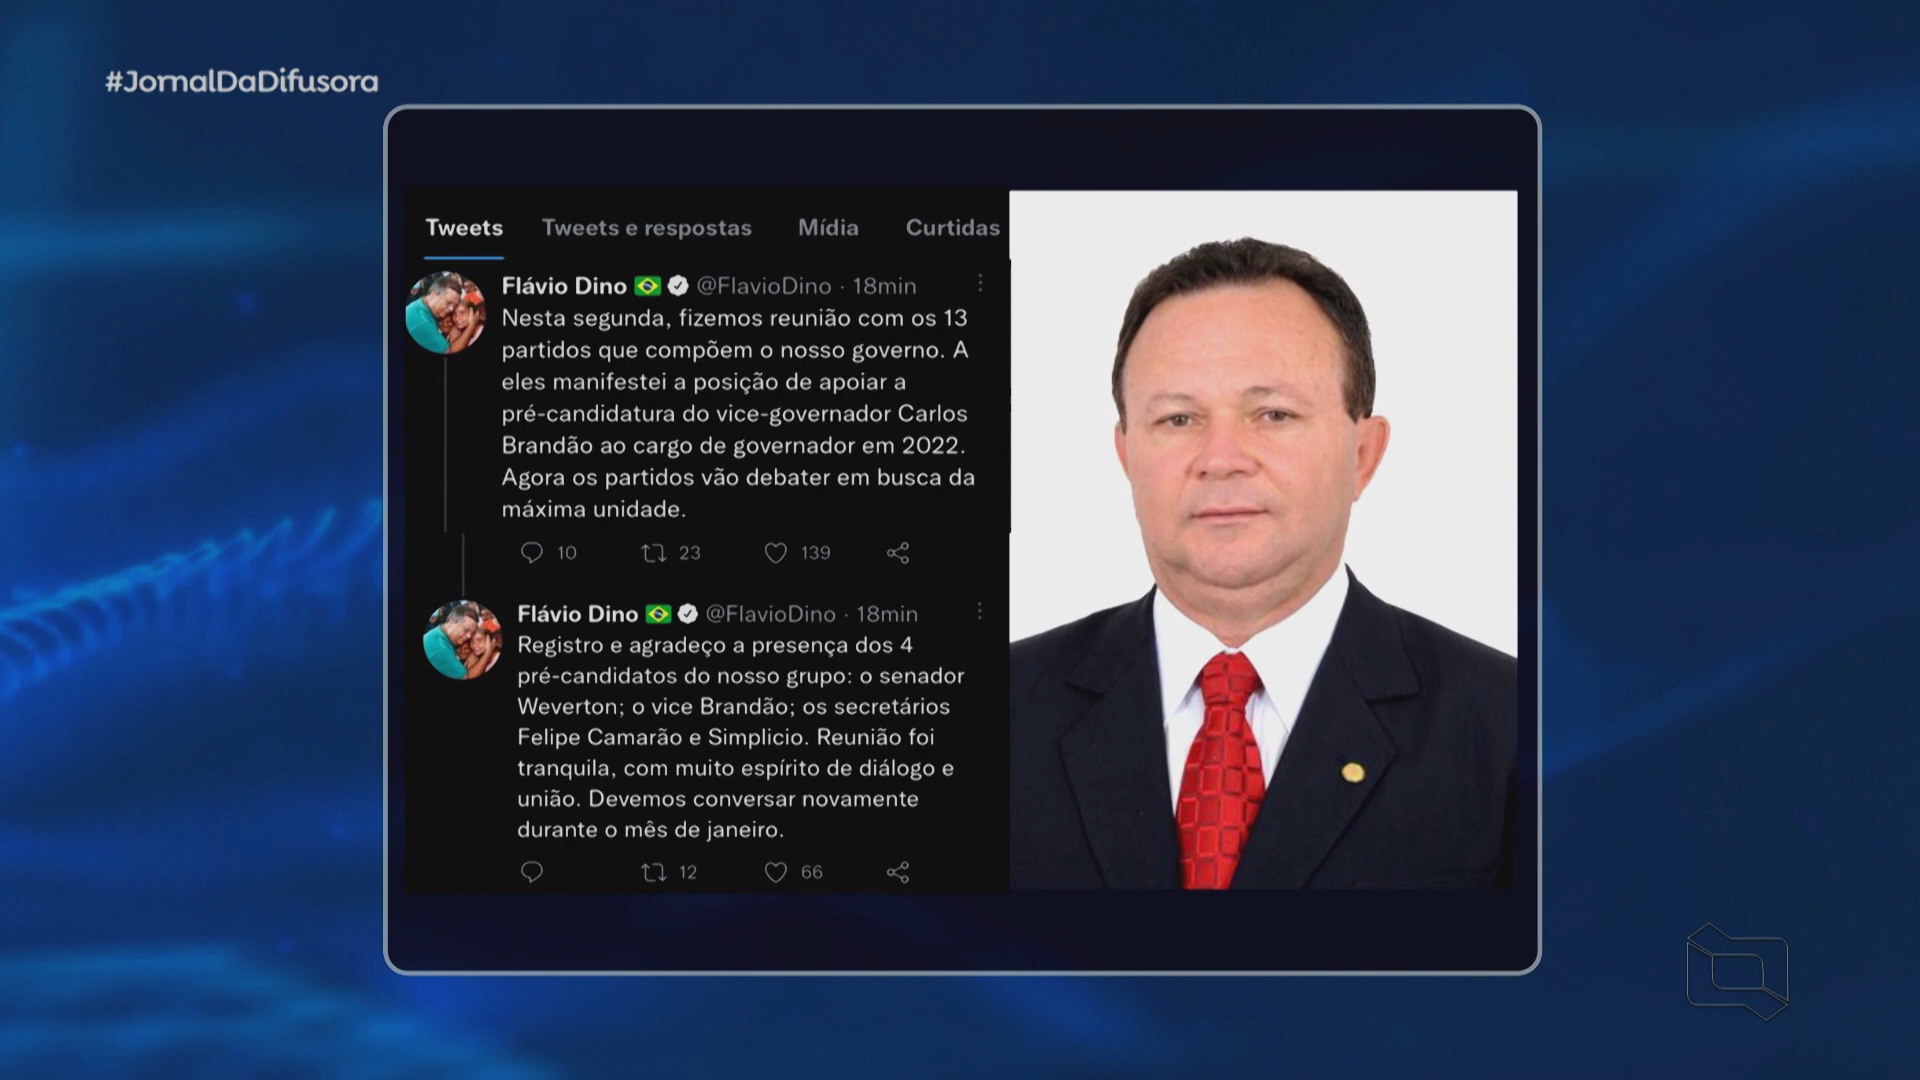 #JornalDaDifusora
Tweets Tweets e respostas Mídia Curtidas
Flávio Dino @FlavioDino · 18min
Nesta segunda, fizemos reunião com os 13
partidos que compõem o nosso governo. A
eles manifestei a posição de apoiar a
pré-candidatura do vice-governador Carlos
Brandão ao cargo de governador em 2022.
Agora os partidos vão debater em busca da
máxima unidade.
10 23 139
Flávio Dino @FlavioDino · 18min
Registro e agradeço a presença dos 4
pré-candidatos do nosso grupo: o senador
Weverton; o vice Brandão; os secretários
Felipe Camarão e Simplicio. Reunião foi
tranquila, com muito espírito de diálogo e
união. Devemos conversar novamente
durante o mês de janeiro.
12 66